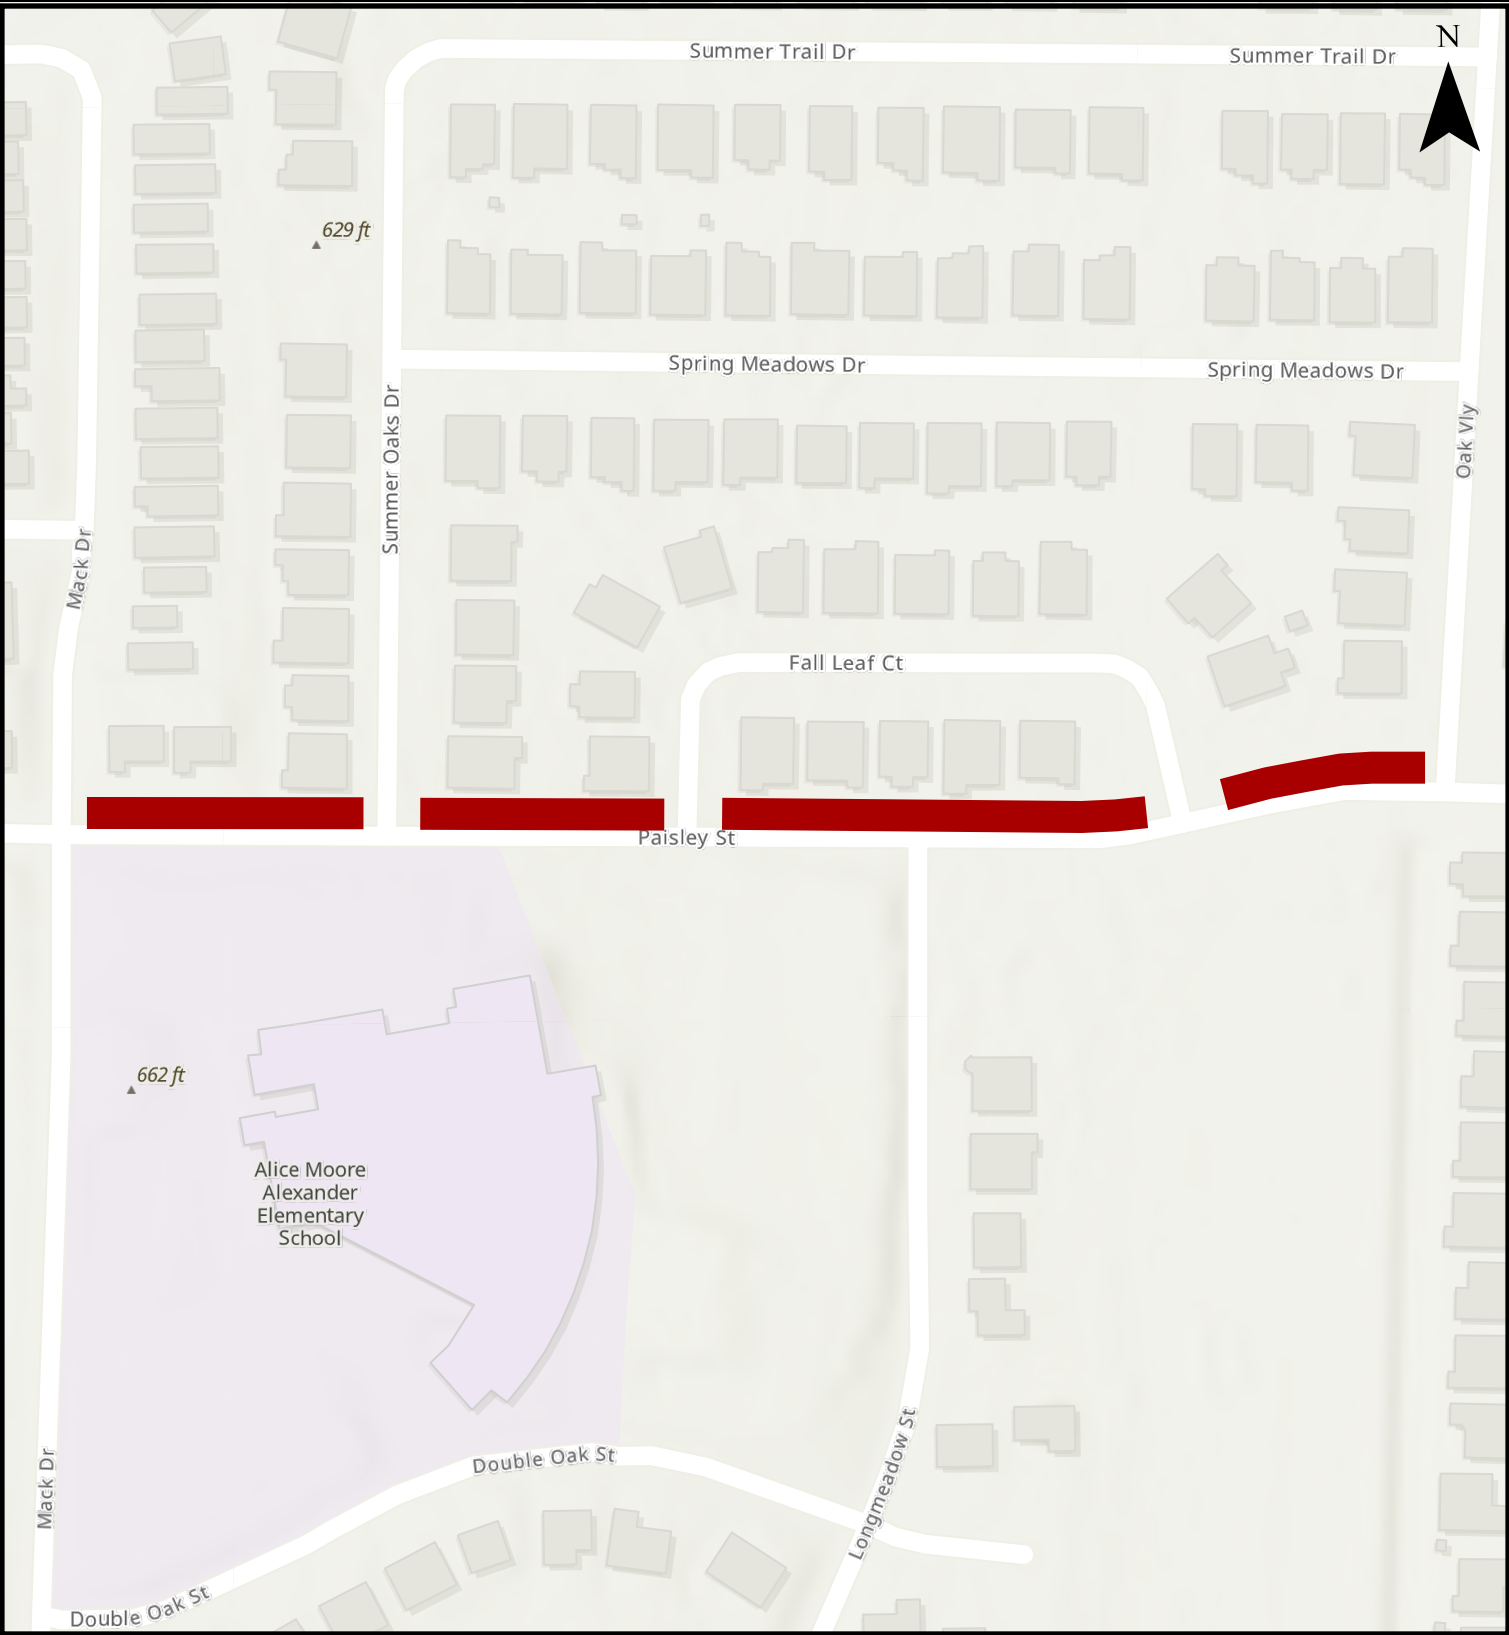 Summer Trail Dr
Summer Trail Dr
N
629 ft
Spring Meadows Dr
Spring Meadows Dr
Summer Oaks Dr
Oak Vly
Mack Dr
Fall Leaf Ct
Paisley St
662 ft
Alice Moore
Alexander
Elementary
School
Mack Dr
Double Oak St
Longmeadow St
Double Oak St